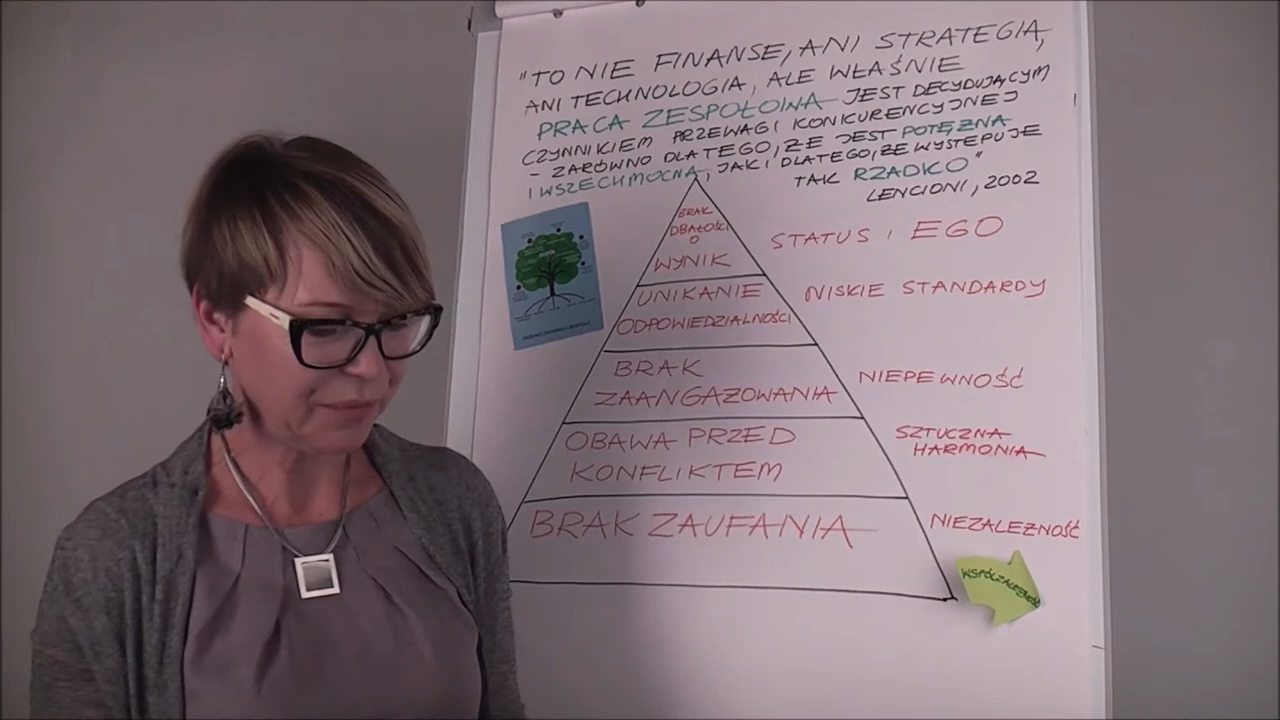 "TO NIE FINANSE, ANI STRATEGIA,
ANI TECHNOLOGIA, ALE WŁAŚNIE
PRACA ZESPOŁOWA JEST DECYDUJĄCYM
CZYNNIKIEM PRZEWAGI KONKURENCYJNEJ
- ZARÓWNO DLATEGO, ŻE JEST POTĘŻNA
I WSZECHMOCNA, JAK I DLATEGO, ŻE WYSTĘPUJE
TAK RZADKO"
LENCIONI, 2002
BRAK
DBAŁOŚCI
O
WYNIK
STATUS I EGO
UNIKANIE
ODPOWIEDZIALNOŚCI
NISKIE STANDARDY
BRAK
ZAANGAŻOWANIA
NIEPEWNOŚĆ
OBAWA PRZED
KONFLIKTEM
SZTUCZNA
HARMONIA
BRAK ZAUFANIA
NIEZALEŻNOŚĆ
WSPÓŁZALEŻNOŚĆ